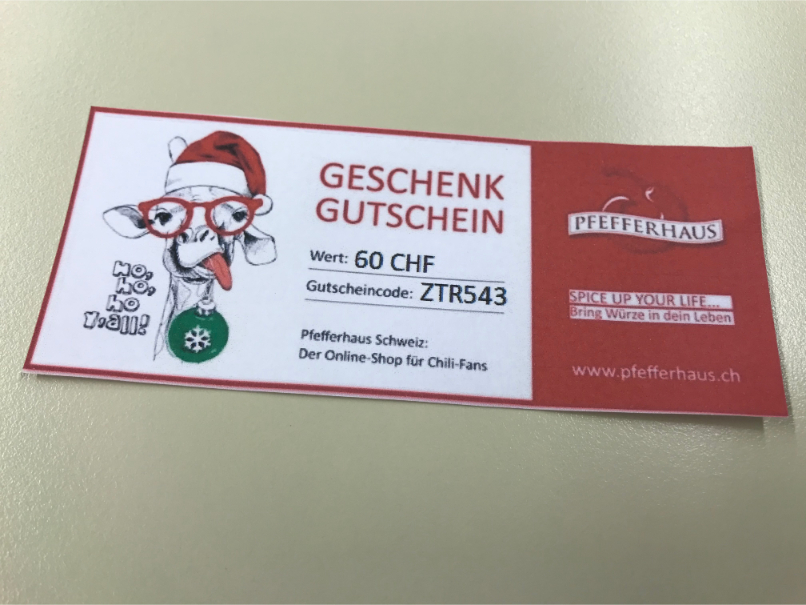 GESCHENK
GUTSCHEIN
Wert: 60 CHF
Gutscheincode: ZTR543
Pfefferhaus Schweiz:
Der Online-Shop für Chili-Fans
HO,
HO,
HO
Y'all!
PFEFFERHAUS
SPICE UP YOUR LIFE...
Bring Würze in dein Leben
www.pfefferhaus.ch